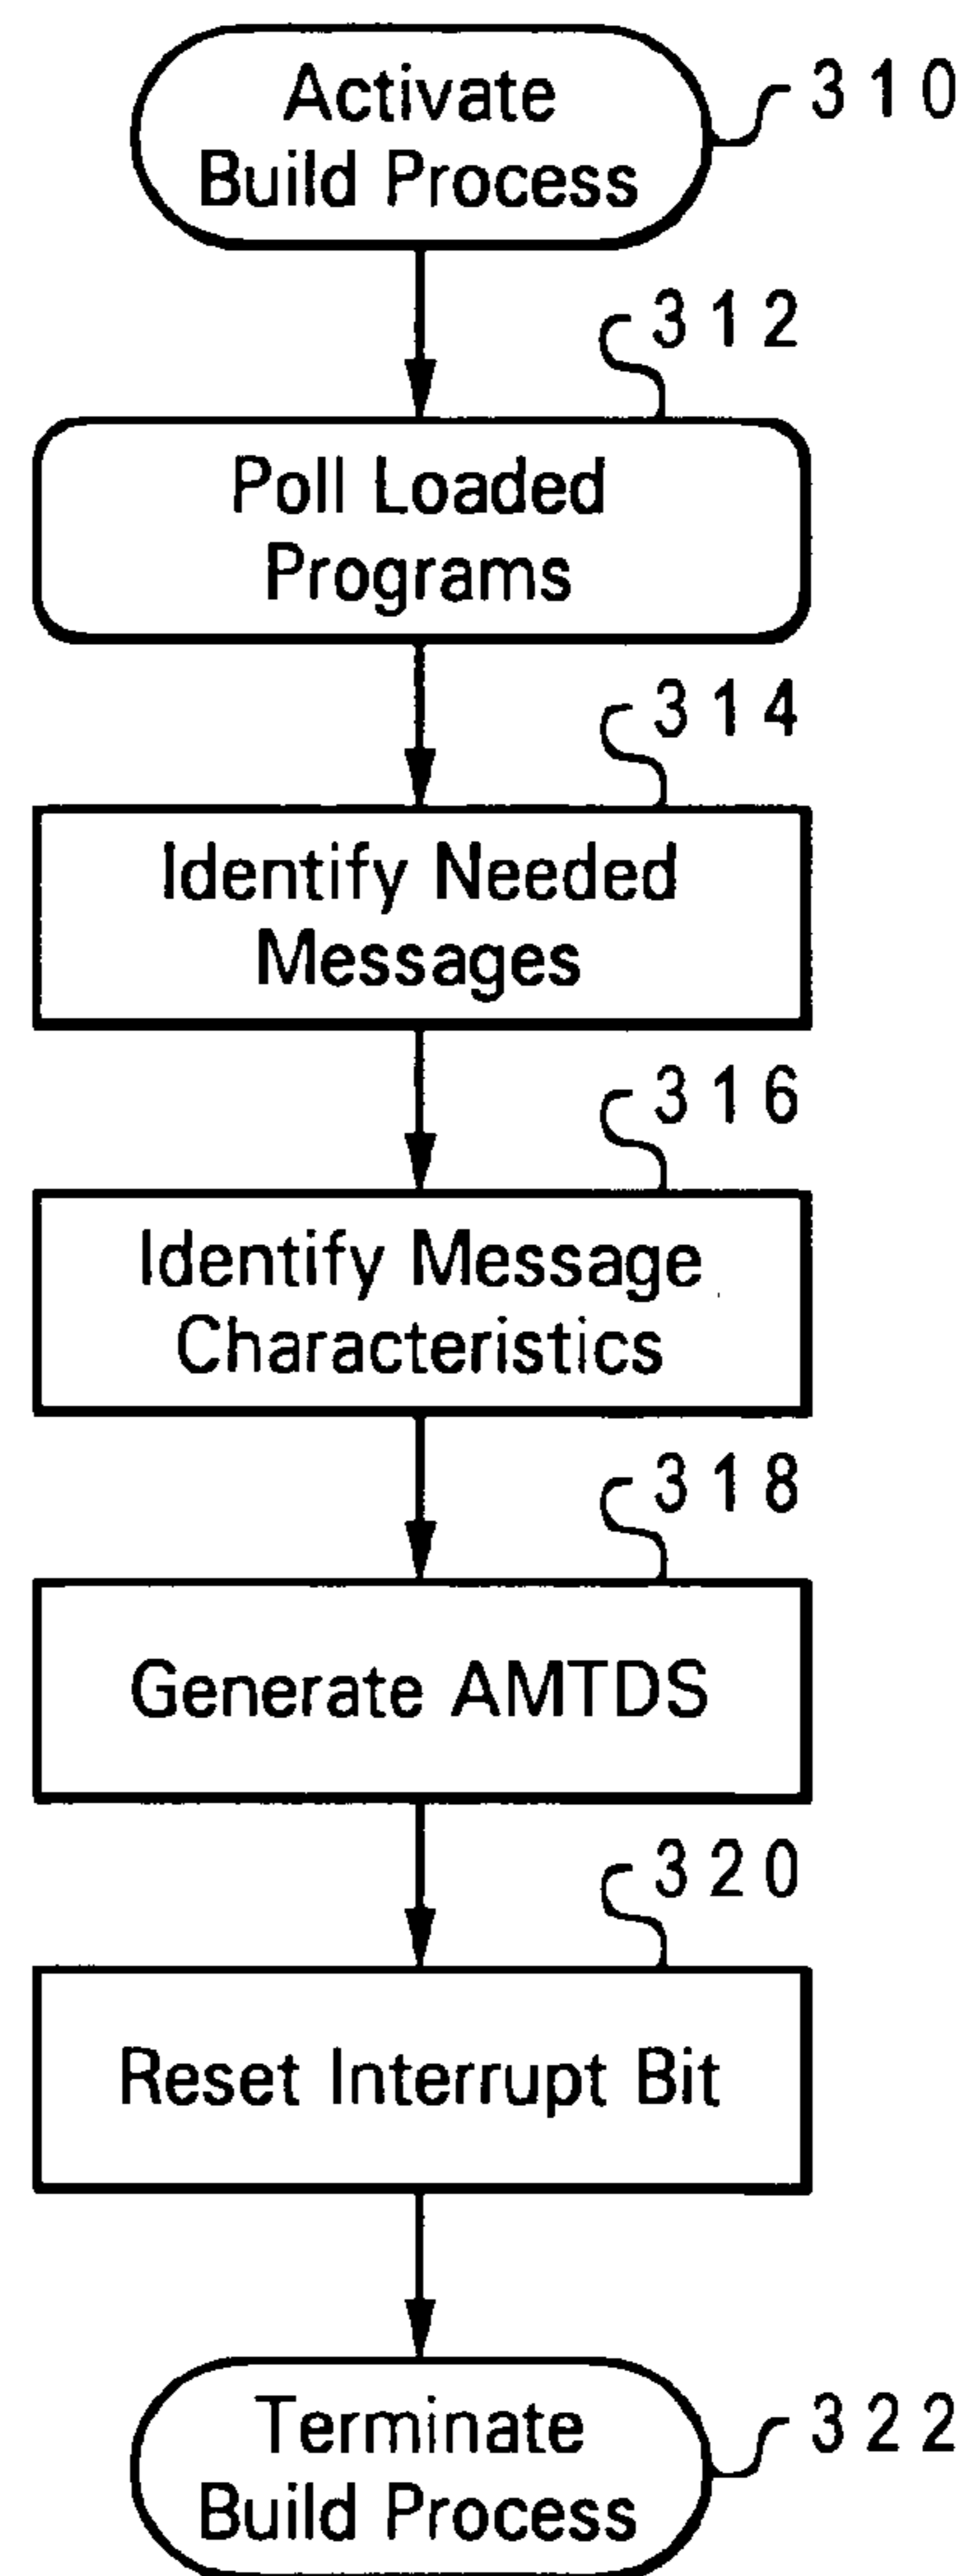 Activate
Build Process
310
312
Poll Loaded
Programs
314
Identify Needed
Messages
316
Identify Message
Characteristics
318
Generate AMTDS
320
Reset Interrupt Bit
Terminate
Build Process
322